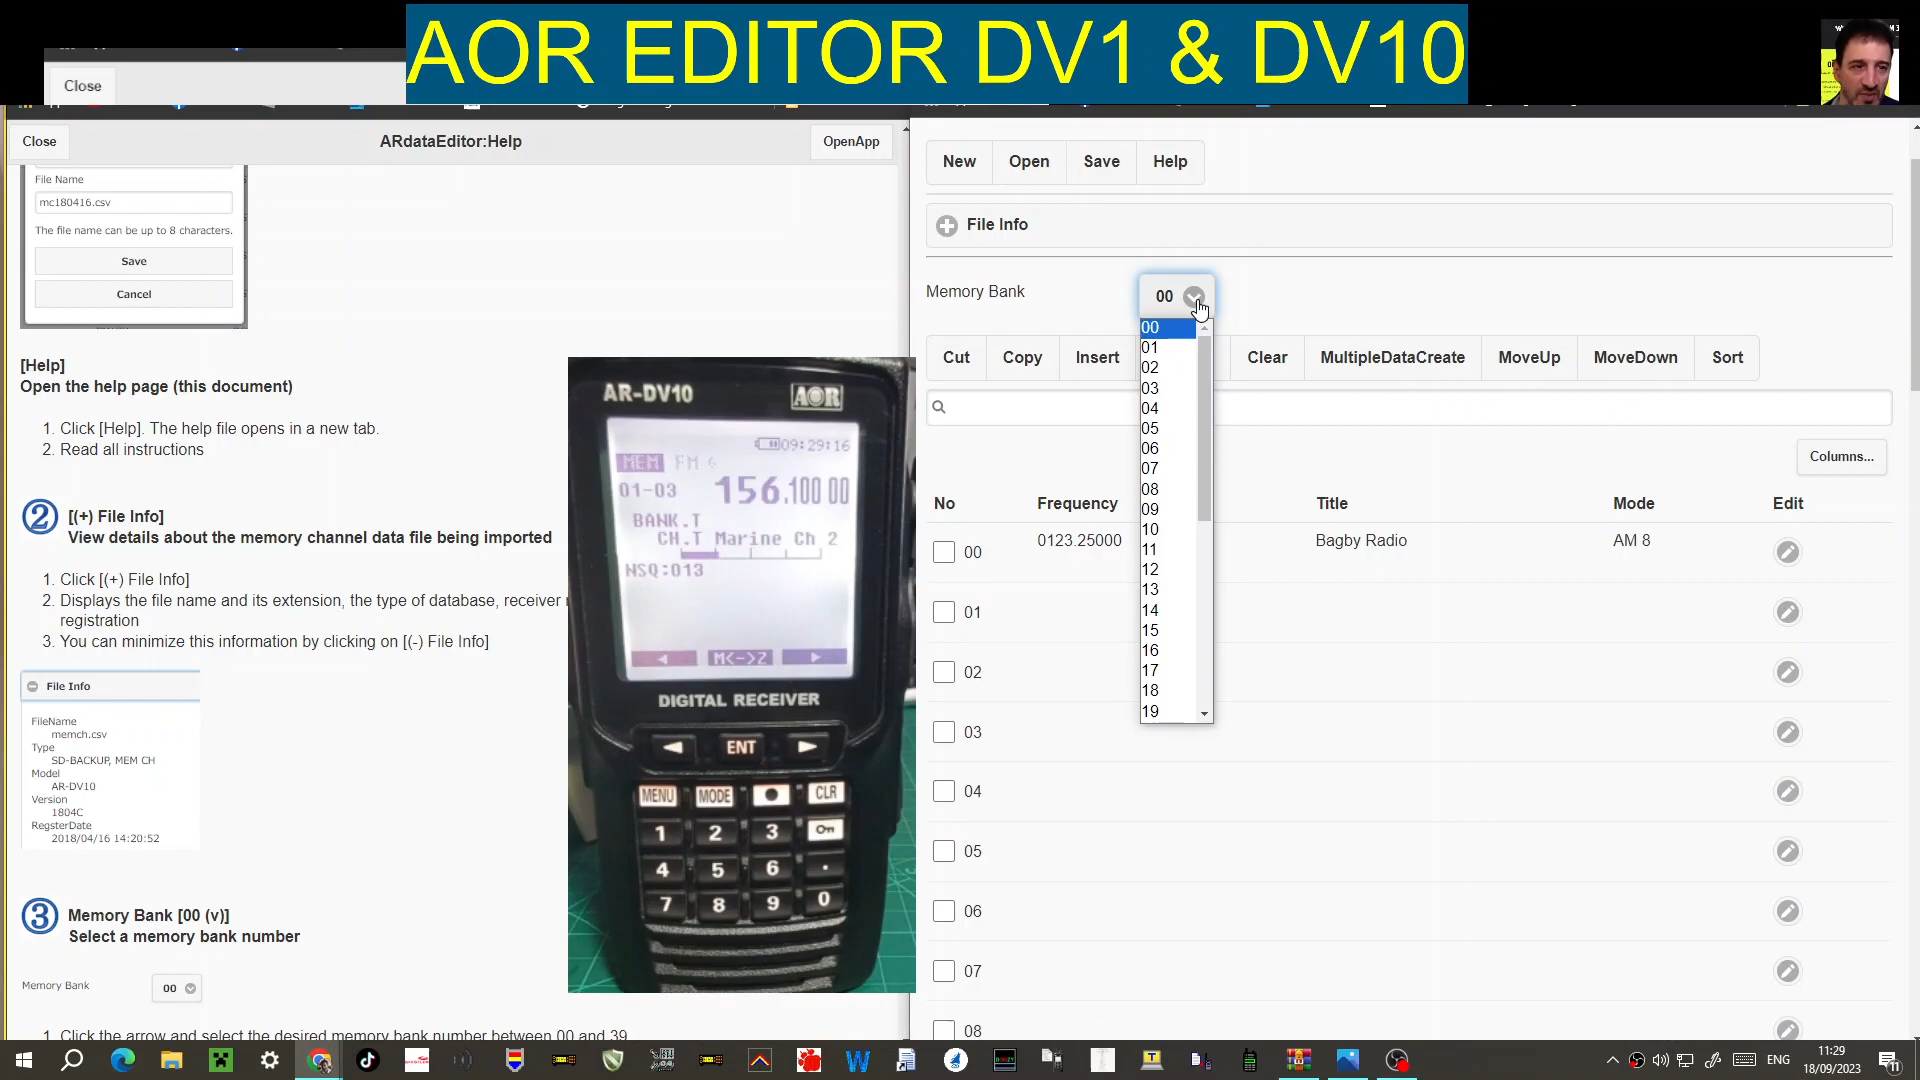 AOR EDITOR DV1 & DV10
Close
Close
ARdataEditor:Help
OpenApp
File Name
mc180416.csv
The file name can be up to 8 characters.
Save
Cancel
[Help]
Open the help page (this document)
1. Click [Help]. The help file opens in a new tab.
2. Read all instructions
② [(+) File Info]
View details about the memory channel data file being imported
1. Click [(+) File Info]
2. Displays the file name and its extension, the type of database, receiver
registration
3. You can minimize this information by clicking on [(-) File Info]
File Info
FileName
memch.csv
Type
SD-BACKUP, MEM CH
Model
AR-DV10
Version
1804C
RegsterDate
2018/04/16 14:20:52
③ Memory Bank [00 (v)]
Select a memory bank number
Memory Bank
00
1. Click the arrow and select the desired memory bank number between 00 and 39
AR-DV10
AOR
09:29:16
MEM FM 6
01-03 156.100 00
BANK.T
CH.T Marine Ch 2
NSQ:013
M<->Z
DIGITAL RECEIVER
ENT
MENU MODE CLR
1 2 3
4 5 6 .
7 8 9 0
New
Open
Save
Help
File Info
Memory Bank
00
00
01
02
03
04
05
06
07
08
09
10
11
12
13
14
15
16
17
18
19
Cut
Copy
Insert
Clear
MultipleDataCreate
MoveUp
MoveDown
Sort
Columns...
No
Frequency
Title
Mode
Edit
00
0123.25000
Bagby Radio
AM 8
01
02
03
04
05
06
07
08
ENG
11:29
18/09/2023
11